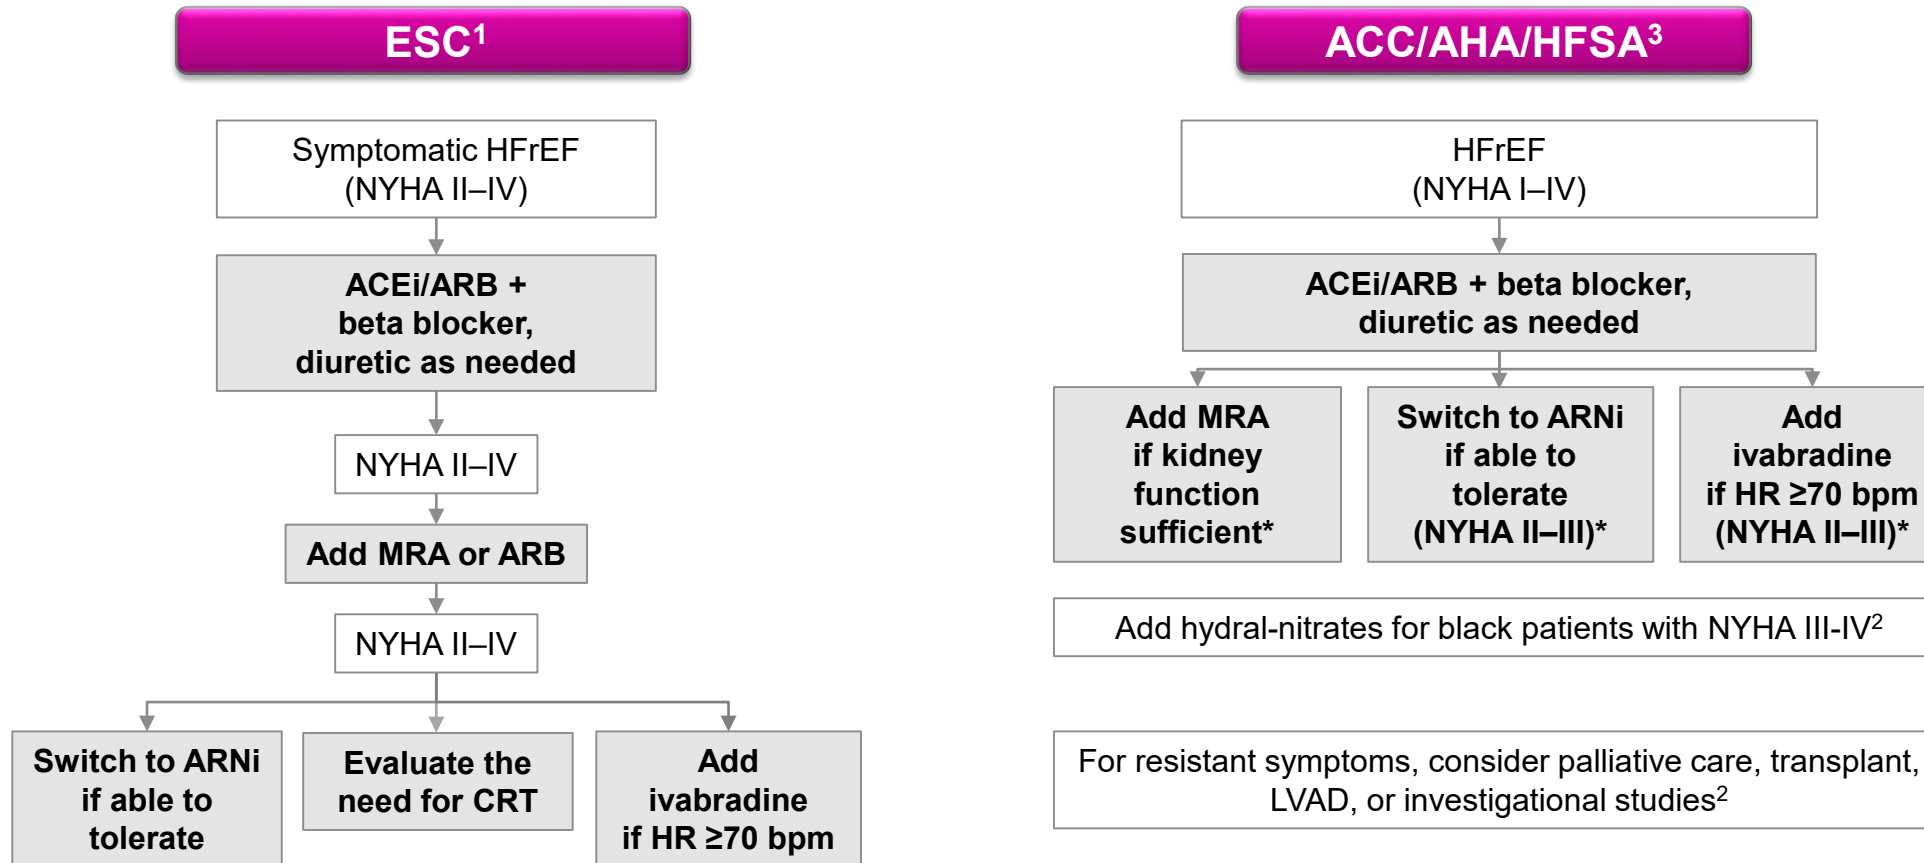 ESC¹
Symptomatic HFrEF
(NYHA II–IV)
ACEi/ARB +
beta blocker,
diuretic as needed
NYHA II–IV
Add MRA or ARB
NYHA II–IV
Switch to ARNi
if able to
tolerate
Evaluate the
need for CRT
Add
ivabradine
if HR ≥70 bpm
ACC/AHA/HFSA³
HFrEF
(NYHA I–IV)
ACEi/ARB + beta blocker,
diuretic as needed
Add MRA
if kidney
function
sufficient*
Switch to ARNi
if able to
tolerate
(NYHA II–III)*
Add
ivabradine
if HR ≥70 bpm
(NYHA II–III)*
Add hydral-nitrates for black patients with NYHA III-IV²
For resistant symptoms, consider palliative care, transplant,
LVAD, or investigational studies²